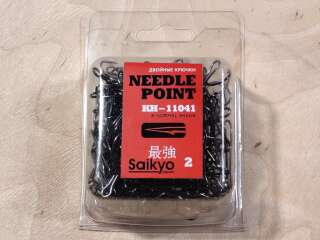 ДВОЙНЫЕ КРЮЧКИ
NEEDLE
POINT
KH-11041
最強
Saikyo 2